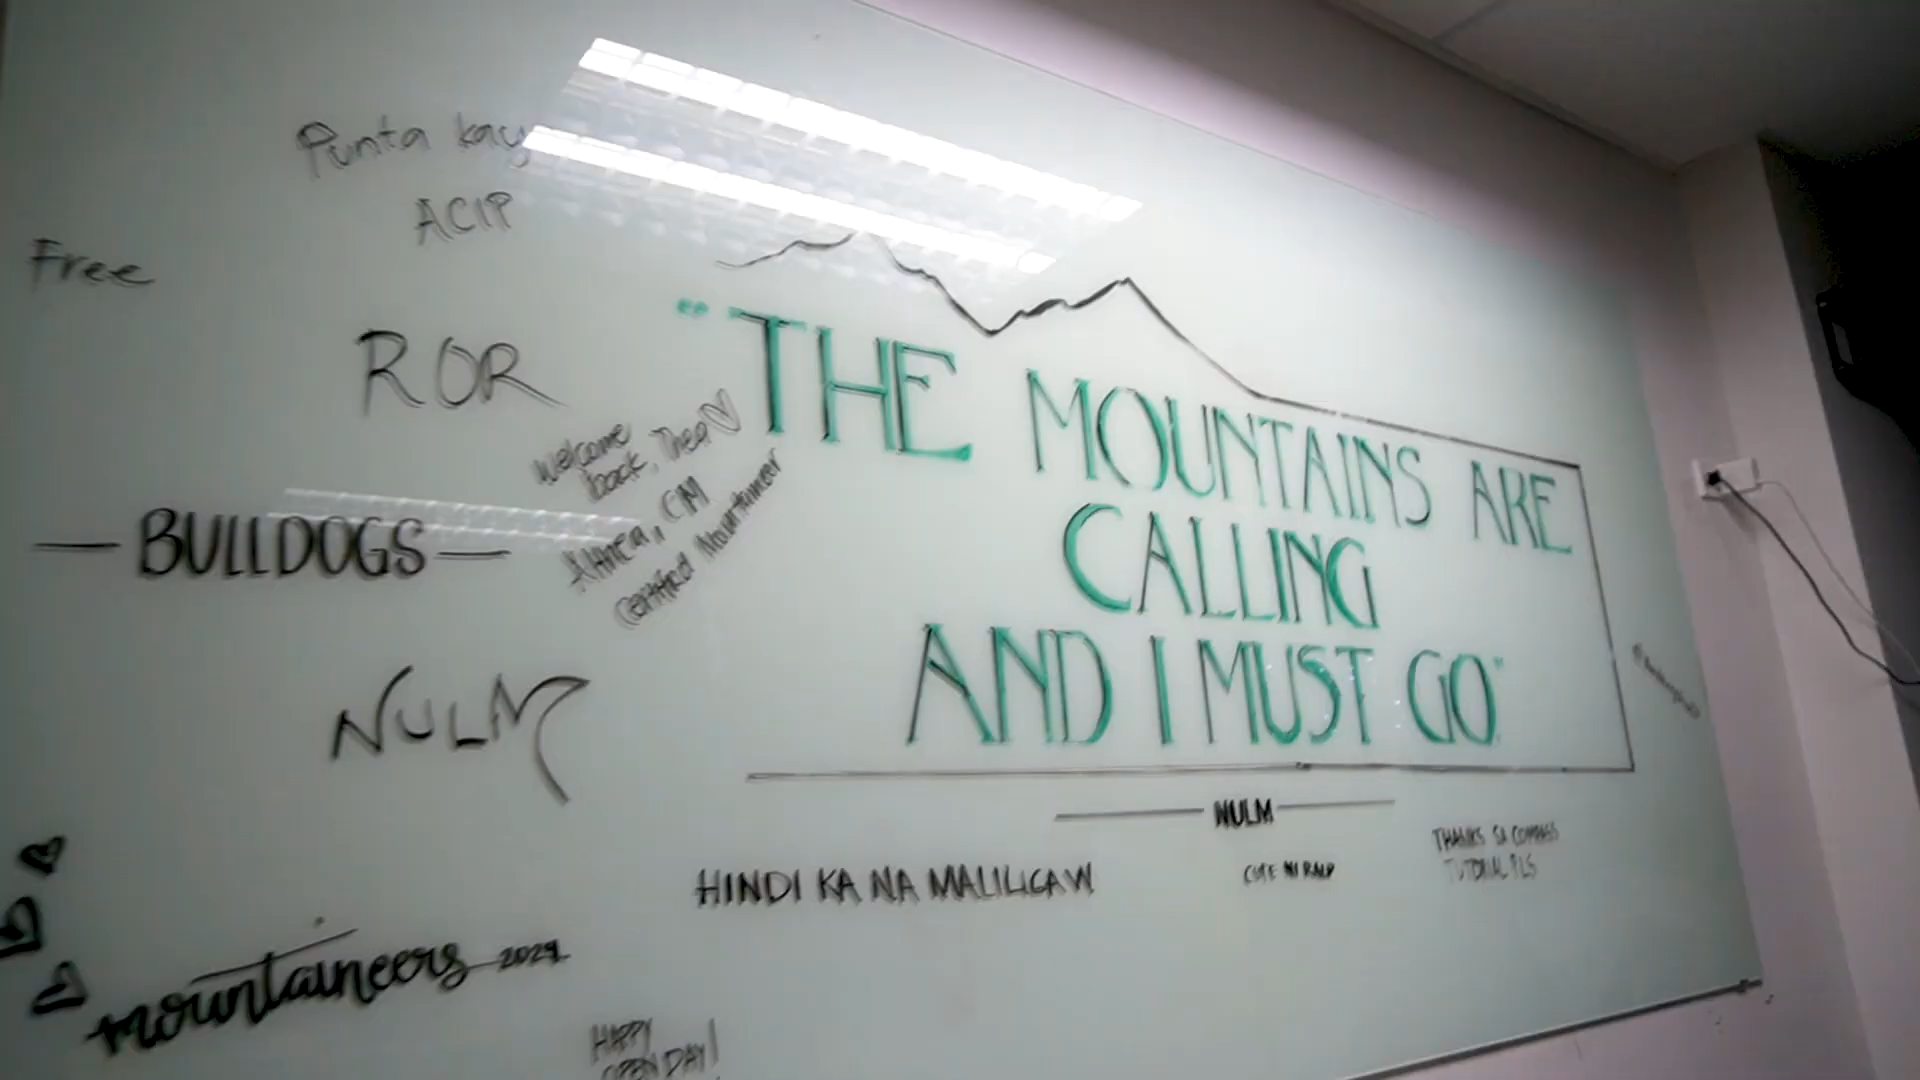 Punta kay
ACIP
Free
ROR
Welcome
back, Thea
CM
Certified Mountaineer
— BULLDOGS —
NULM
"THE MOUNTAINS ARE
CALLING
AND I MUST GO"
NULM
HINDI KA NA MALILIGAW
CUTE NI RALP
THANKS SA COMPASS
TUTORIAL PLS
mountaineers 2024
HAPPY
OPEN DAY!